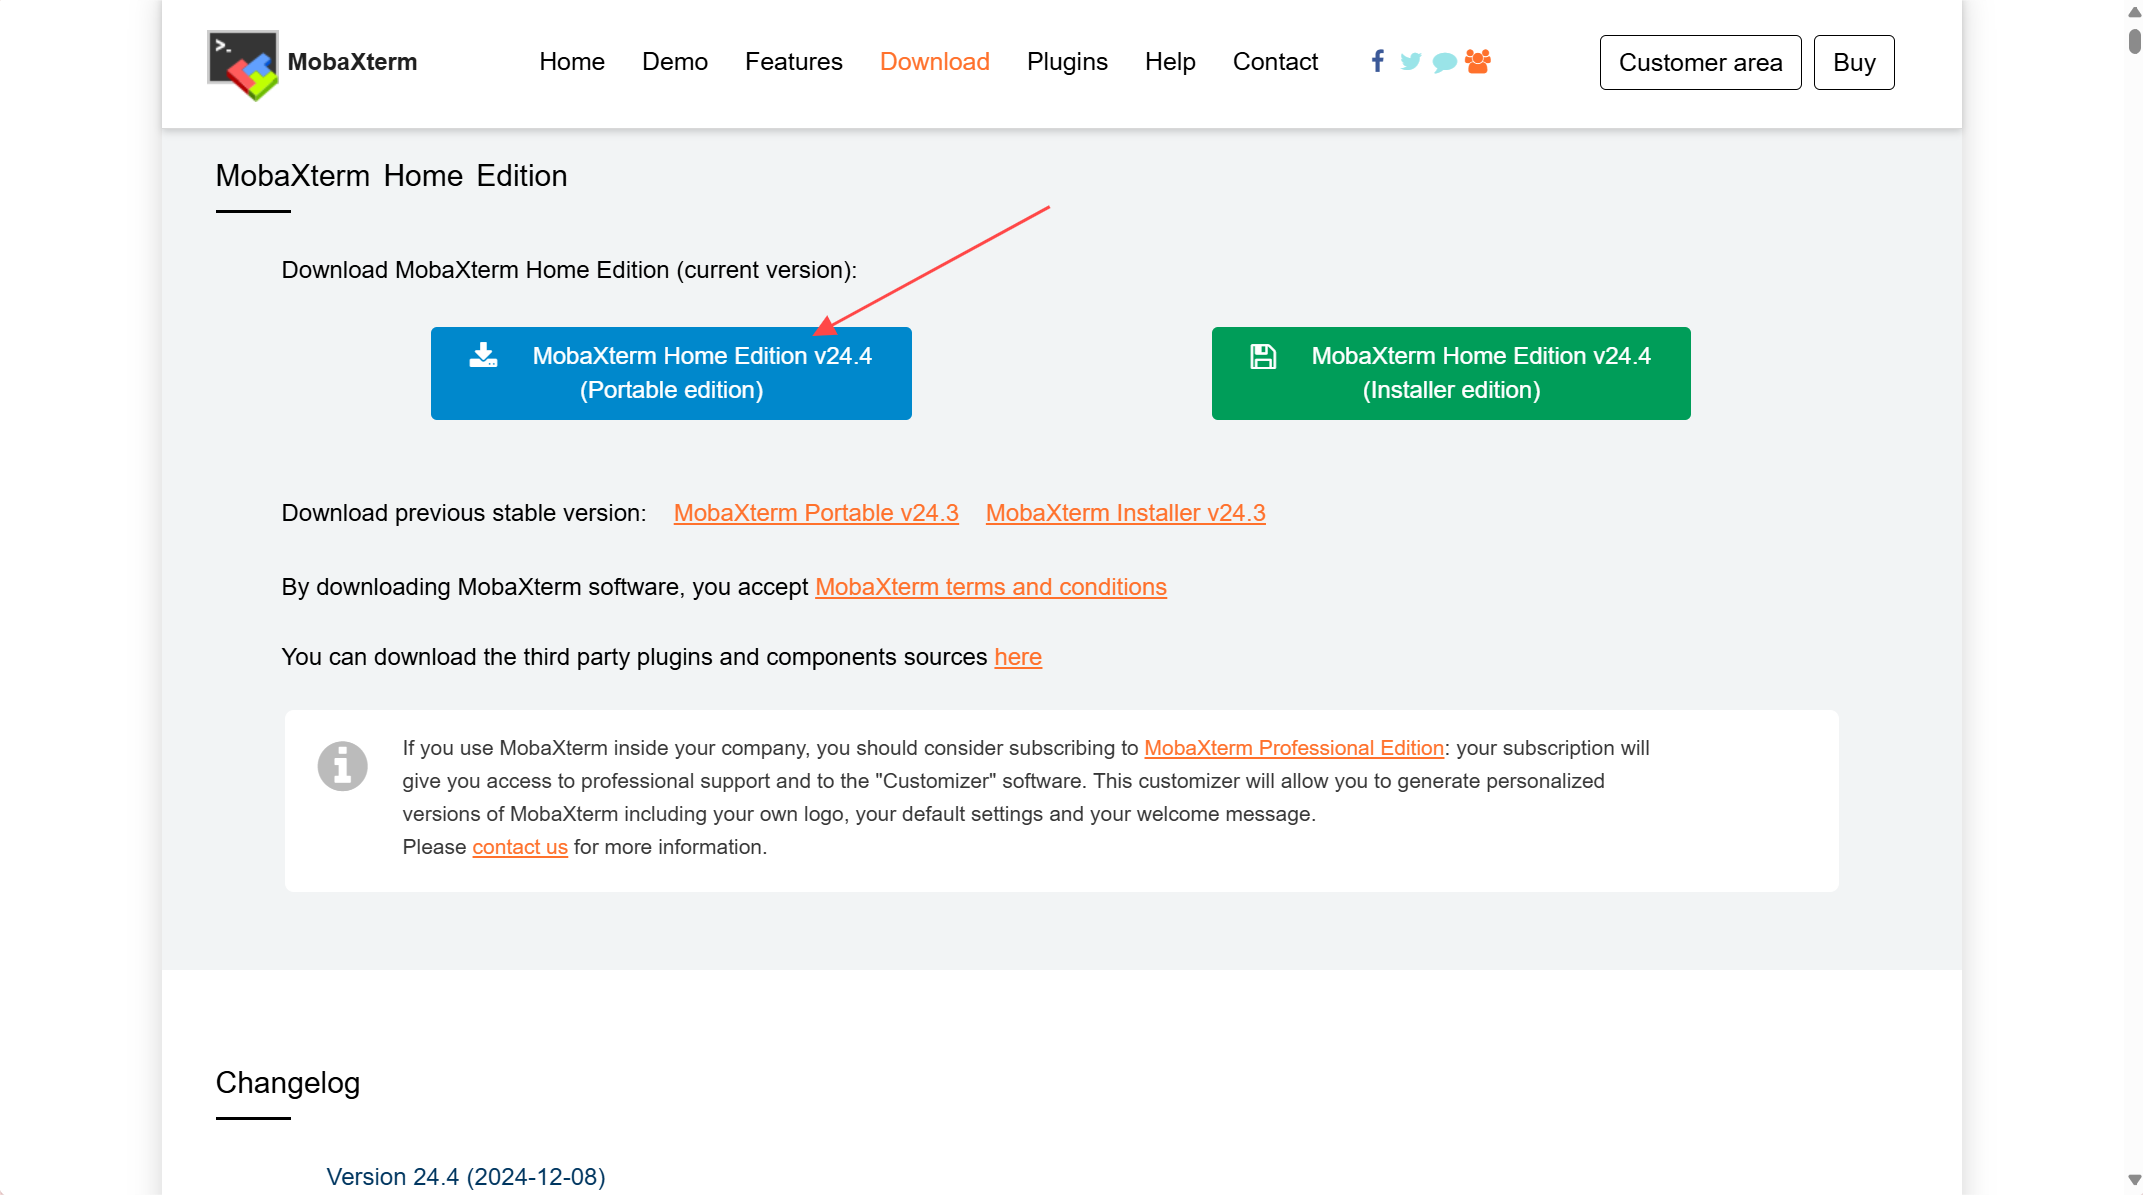 >_ MobaXterm
Home Demo Features Download Plugins Help Contact
Customer area Buy
MobaXterm Home Edition
Download MobaXterm Home Edition (current version):
MobaXterm Home Edition v24.4
(Portable edition)
MobaXterm Home Edition v24.4
(Installer edition)
Download previous stable version: MobaXterm Portable v24.3 MobaXterm Installer v24.3
By downloading MobaXterm software, you accept MobaXterm terms and conditions
You can download the third party plugins and components sources here
If you use MobaXterm inside your company, you should consider subscribing to MobaXterm Professional Edition: your subscription will
give you access to professional support and to the "Customizer" software. This customizer will allow you to generate personalized
versions of MobaXterm including your own logo, your default settings and your welcome message.
Please contact us for more information.
Changelog
Version 24.4 (2024-12-08)